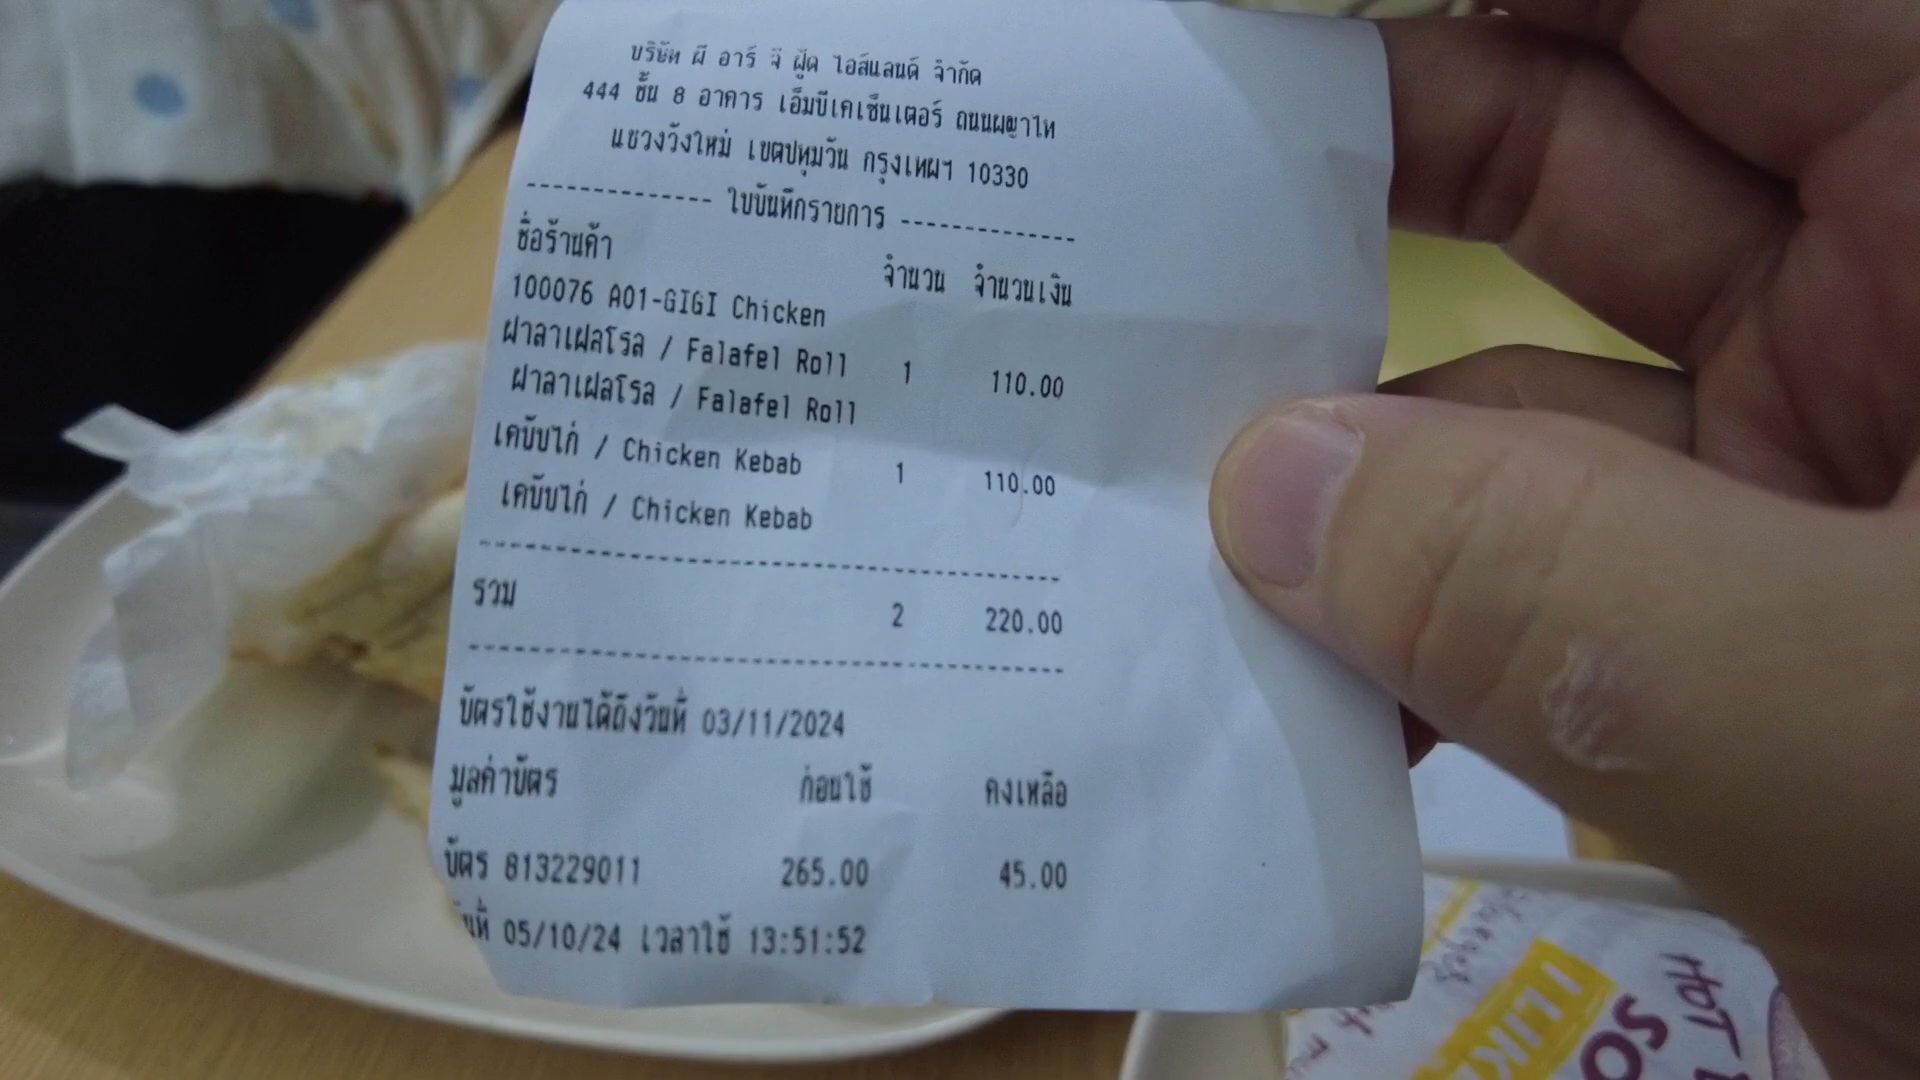 บริษัท ผี อาร์ จี ฝู้ด ไอส์แลนด์ จำกัด
444 ชั้น 8 อาคาร เอ็มบีเคเซ็นเตอร์ ถนนผญาไท
แขวงวังใหม่ เขตปทุมวัน กรุงเทพฯ 10330
-------------- ใบบันทึกรายการ --------------
ชื่อร้านค้า จำนวน จำนวนเงิน
100076 A01-GIGI Chicken
ฝาลาเฝลโรล / Falafel Roll 1 110.00
ฝาลาเฝลโรล / Falafel Roll
เคบับไก่ / Chicken Kebab 1 110.00
เคบับไก่ / Chicken Kebab
รวม 2 220.00
บัตรใช้งานได้ถึงวันที่ 03/11/2024
มูลค่าบัตร ก่อนใช้ คงเหลือ
บัตร 813229011 265.00 45.00
05/10/24 เวลาใช้ 13:51:52
HOT
SO